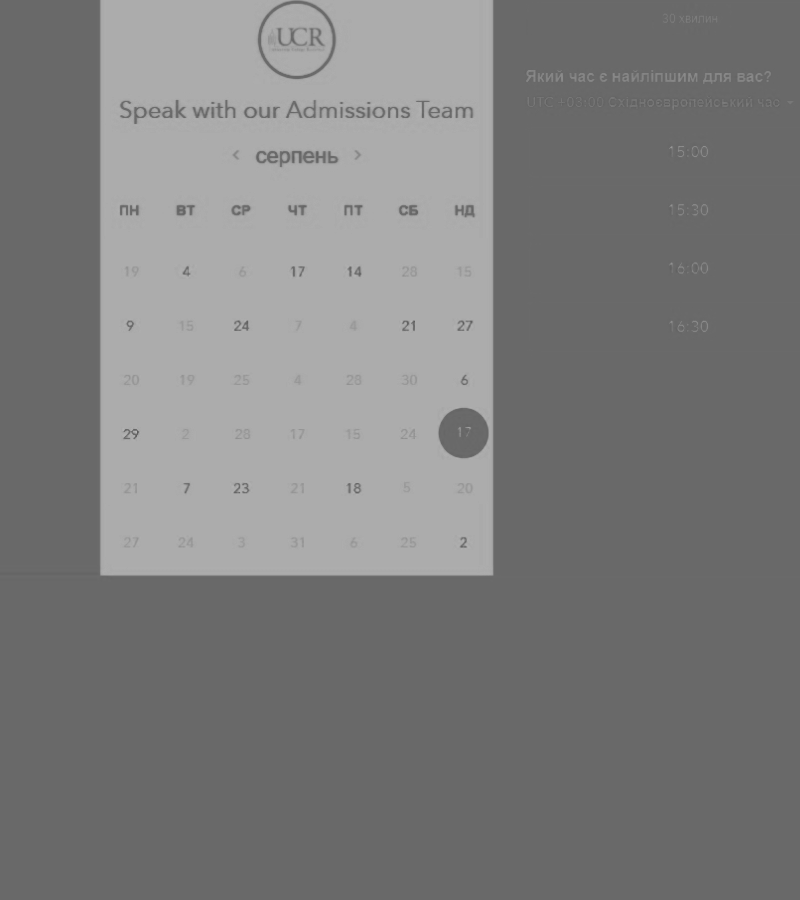 UCR
Speak with our Admissions Team
‹ серпень ›
ПН ВТ СР ЧТ ПТ СБ НД
19 4 6 17 14 28 15
9 15 24 7 4 21 27
20 19 25 4 28 30 6
29 2 28 17 15 24 17
21 7 23 21 18 5 20
27 24 3 31 6 25 2
30 хвилин
Який час є найліпшим для вас?
UTC +03:00 Східноєвропейський час
15:00
15:30
16:00
16:30